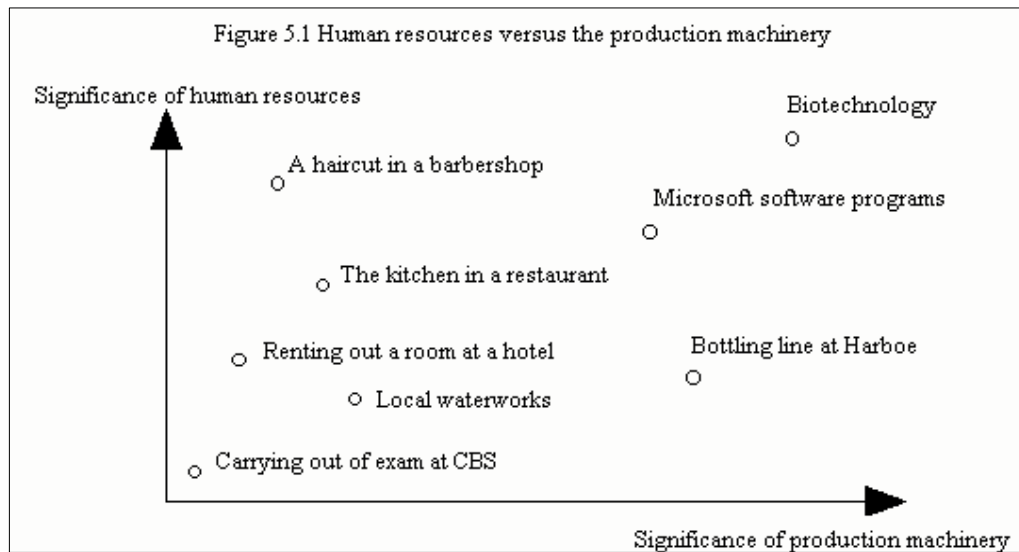 Figure 5.1 Human resources versus the production machinery
Significance of human resources
Biotechnology
A haircut in a barbershop
Microsoft software programs
The kitchen in a restaurant
Renting out a room at a hotel
Bottling line at Harboe
Local waterworks
Carrying out of exam at CBS
Significance of production machinery